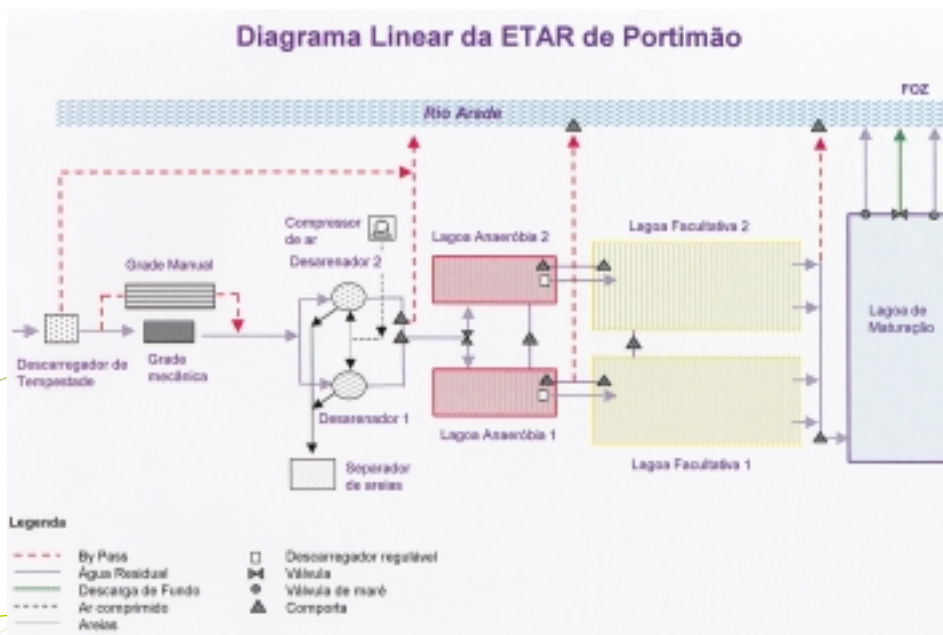 Diagrama Linear da ETAR de Portimão
FOZ
Rio Arade
Compressor
de ar
Desarenador 2
Lagoa Anaeróbia 2
Lagoa Facultativa 2
Grade Manual
Lagoa de
Maturação
Descarregador de
Tempestade
Grade
mecânica
Desarenador 1
Lagoa Anaeróbia 1
Lagoa Facultativa 1
Separador
de areias
Legenda
By Pass
Água Residual
Descarga de Fundo
Ar comprimido
Areias
Descarregador regulável
Válvula
Válvula de maré
Comporta